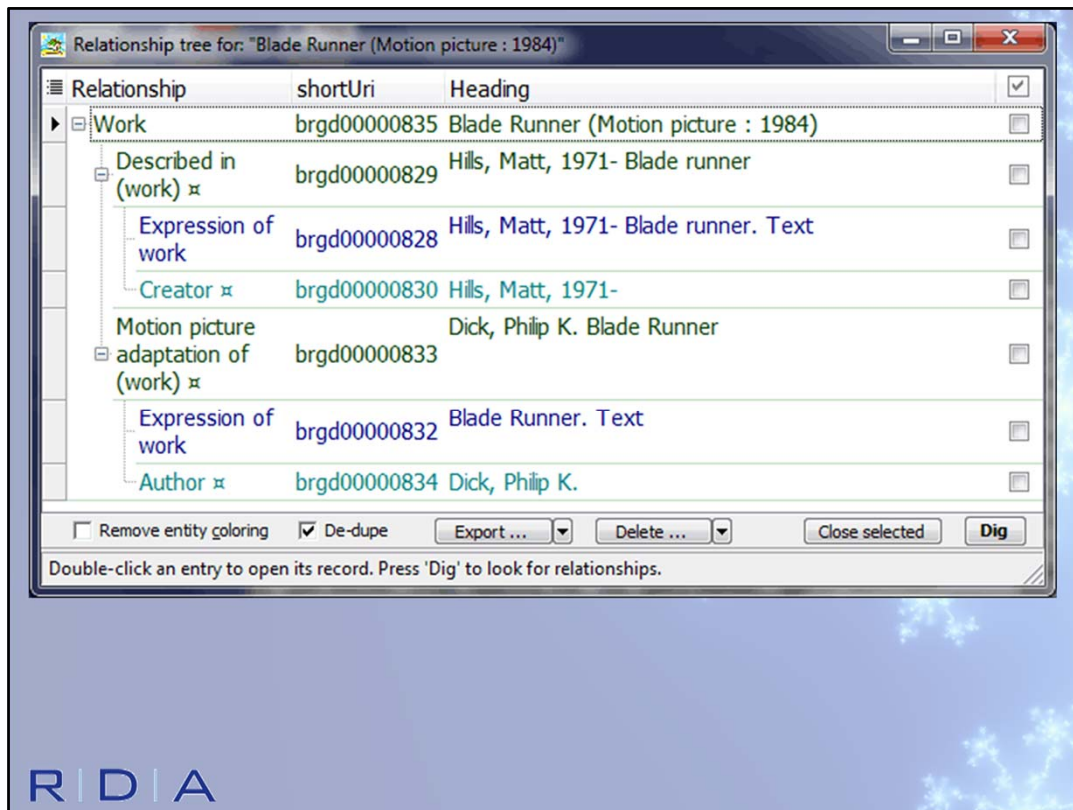 Relationship tree for: "Blade Runner (Motion picture : 1984)"
Relationship shortUri Heading
Work brgd00000835 Blade Runner (Motion picture : 1984)
Described in (work) ¤ brgd00000829 Hills, Matt, 1971- Blade runner
Expression of work brgd00000828 Hills, Matt, 1971- Blade runner. Text
Creator ¤ brgd00000830 Hills, Matt, 1971-
Motion picture adaptation of (work) ¤ brgd00000833 Dick, Philip K. Blade Runner
Expression of work brgd00000832 Blade Runner. Text
Author ¤ brgd00000834 Dick, Philip K.
Remove entity coloring De-dupe Export ... Delete ... Close selected Dig
Double-click an entry to open its record. Press 'Dig' to look for relationships.
R|D|A